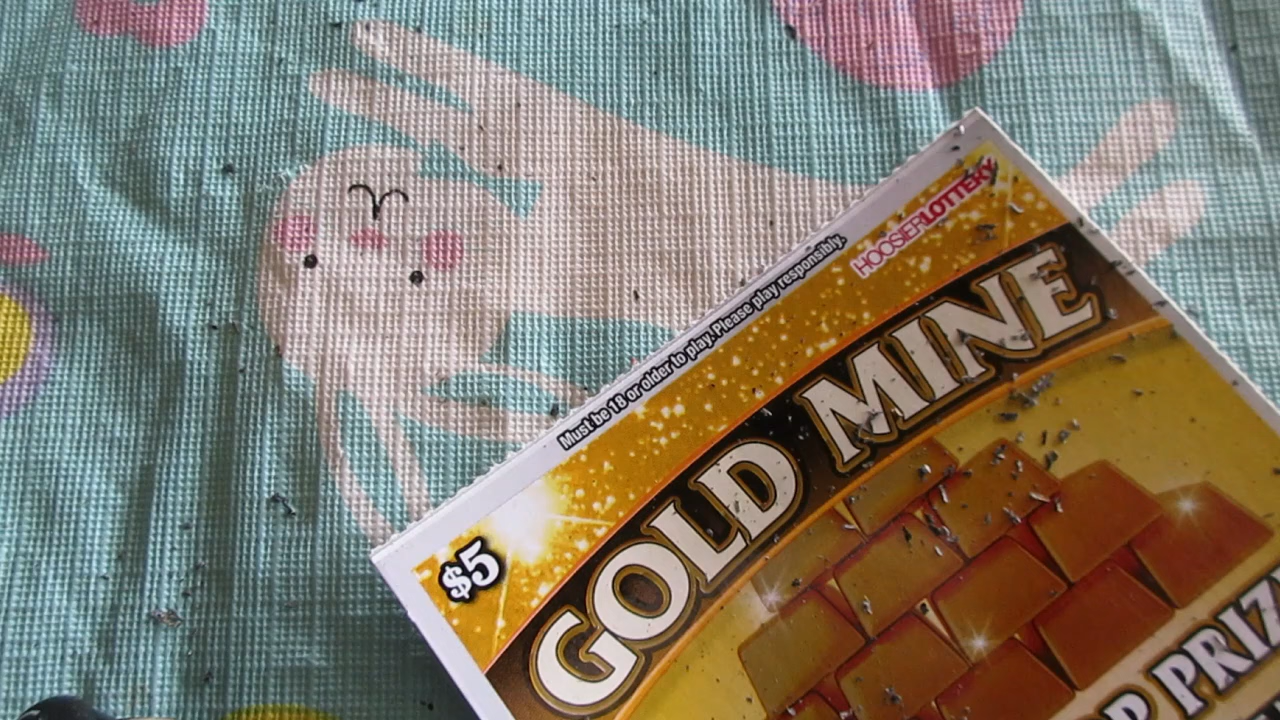 HOOSIERLOTTERY
Must be 18 or older to play. Please play responsibly.
$5
GOLD MINE